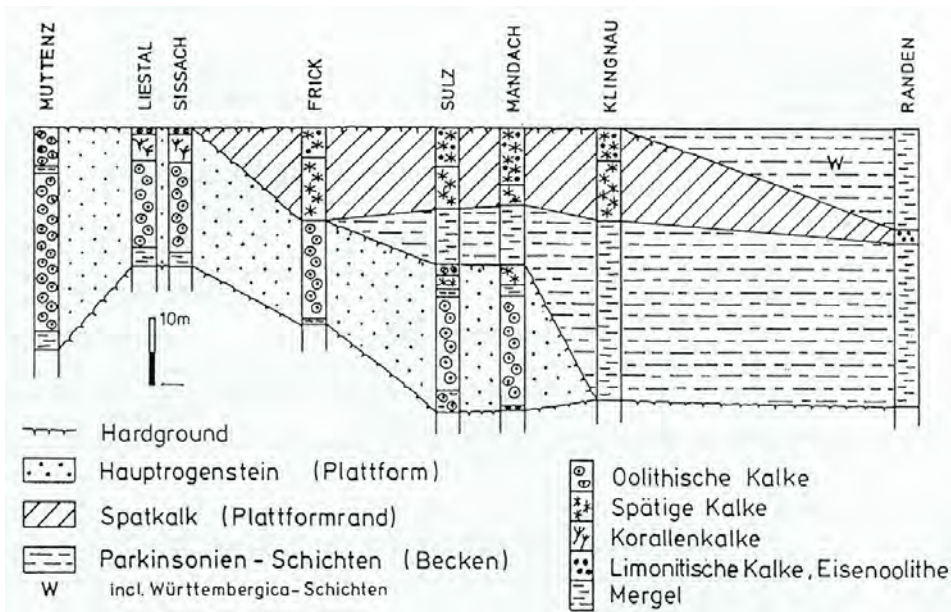 MUTTENZ
LIESTAL
SISSACH
FRICK
SULZ
MANDACH
KLINGNAU
RANDEN
W
10m
Hardground
Hauptrogenstein (Plattform)
Spatkalk (Plattformrand)
Parkinsonien-Schichten (Becken)
W incl. Württembergica-Schichten
Oolithische Kalke
Spätige Kalke
Korallenkalke
Limonitische Kalke, Eisenoolithe
Mergel